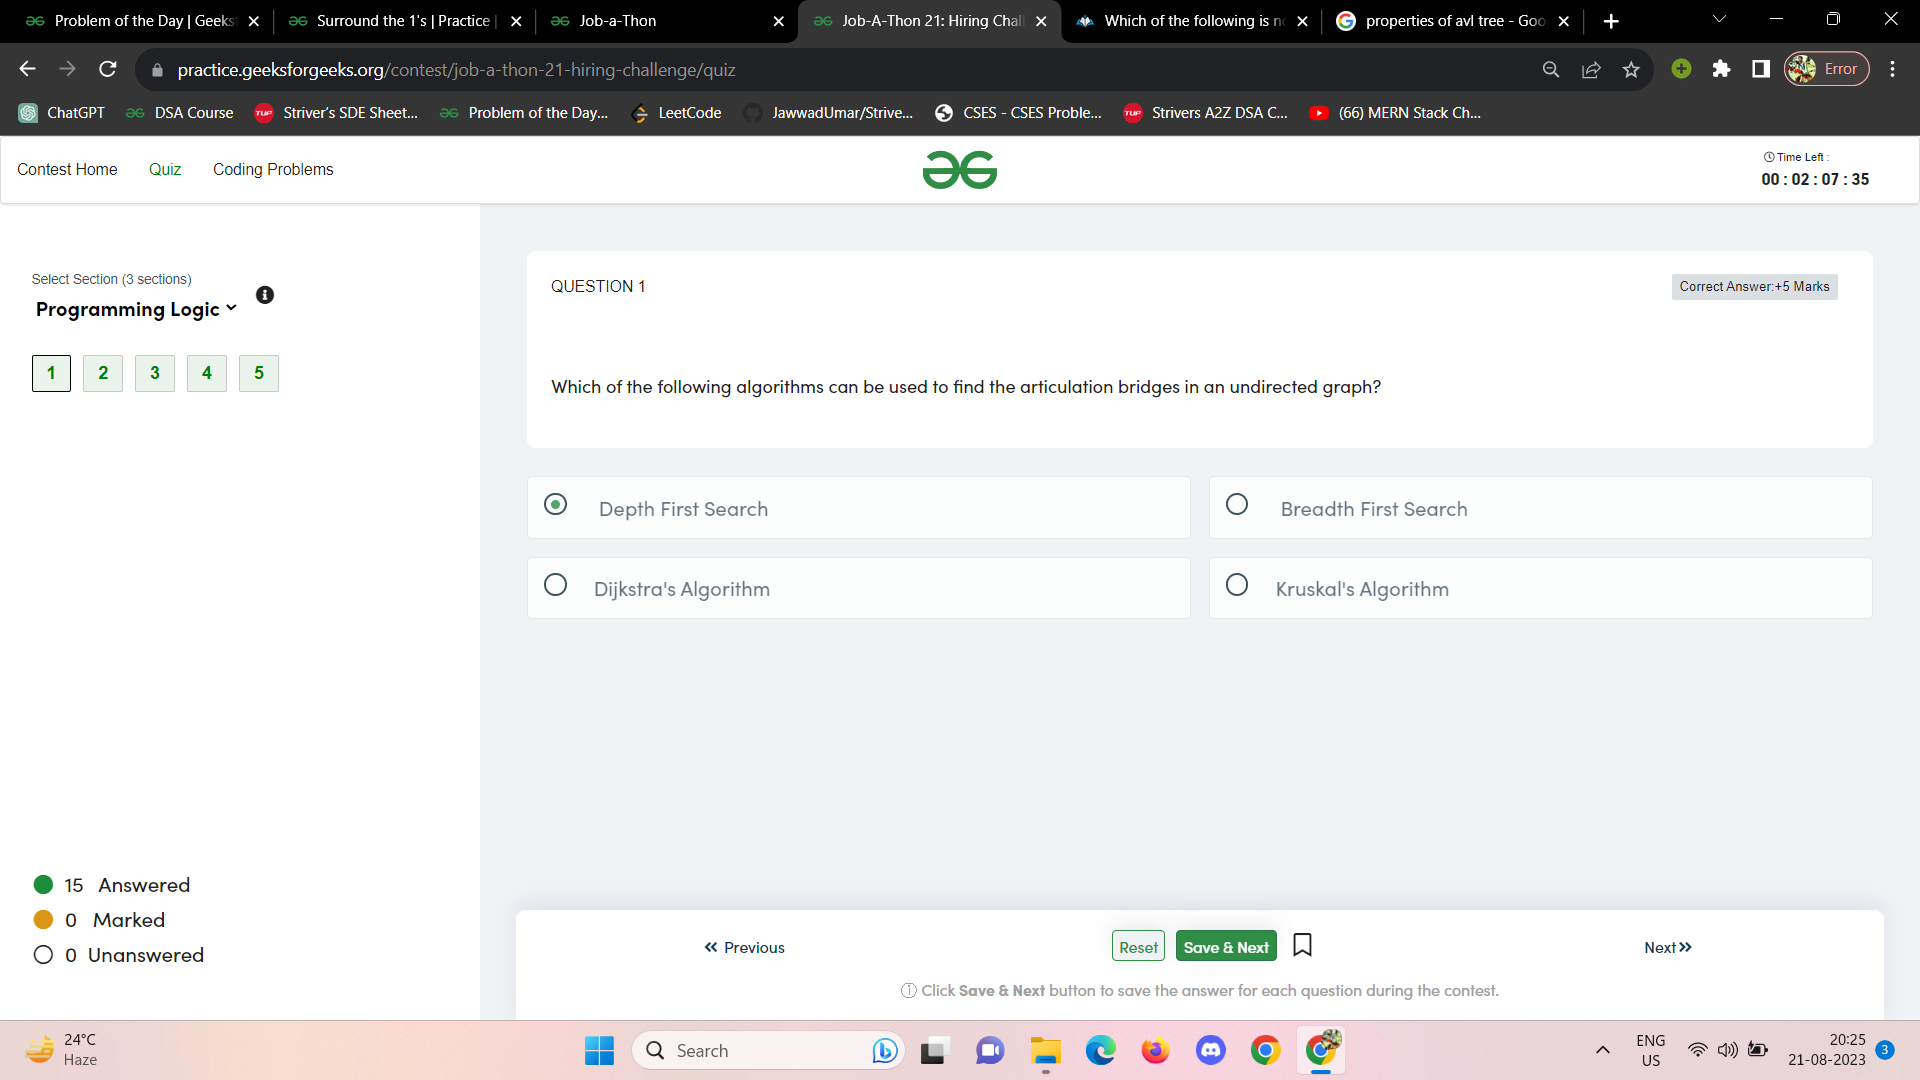 Problem of the Day | Geeks
Surround the 1's | Practice |
Job-a-Thon
Job-A-Thon 21: Hiring Chall
Which of the following is no
properties of avl tree - Goo
practice.geeksforgeeks.org/contest/job-a-thon-21-hiring-challenge/quiz
Error
ChatGPT
DSA Course
Striver's SDE Sheet...
Problem of the Day...
LeetCode
JawwadUmar/Strive...
CSES - CSES Proble...
Strivers A2Z DSA C...
(66) MERN Stack Ch...
Contest Home
Quiz
Coding Problems
Time Left :
00 : 02 : 07 : 35
Select Section (3 sections)
Programming Logic
1 2 3 4 5
QUESTION 1
Correct Answer:+5 Marks
Which of the following algorithms can be used to find the articulation bridges in an undirected graph?
Depth First Search
Breadth First Search
Dijkstra's Algorithm
Kruskal's Algorithm
15 Answered
0 Marked
0 Unanswered
Previous
Reset
Save & Next
Next
Click Save & Next button to save the answer for each question during the contest.
24°C
Haze
Search
ENG
US
20:25
21-08-2023
3